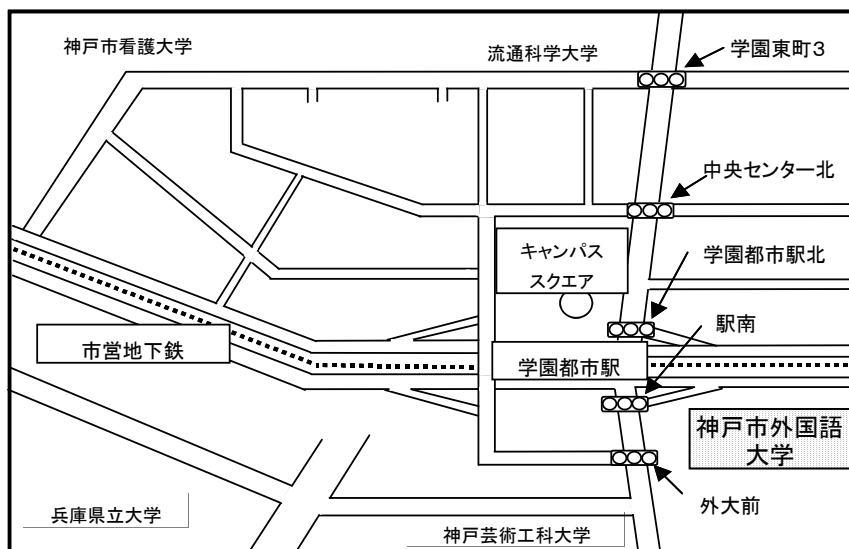 神戸市看護大学
流通科学大学
学園東町3
中央センター北
キャンパス
スクエア
学園都市駅北
駅南
市営地下鉄
学園都市駅
神戸市外国語
大学
外大前
兵庫県立大学
神戸芸術工科大学